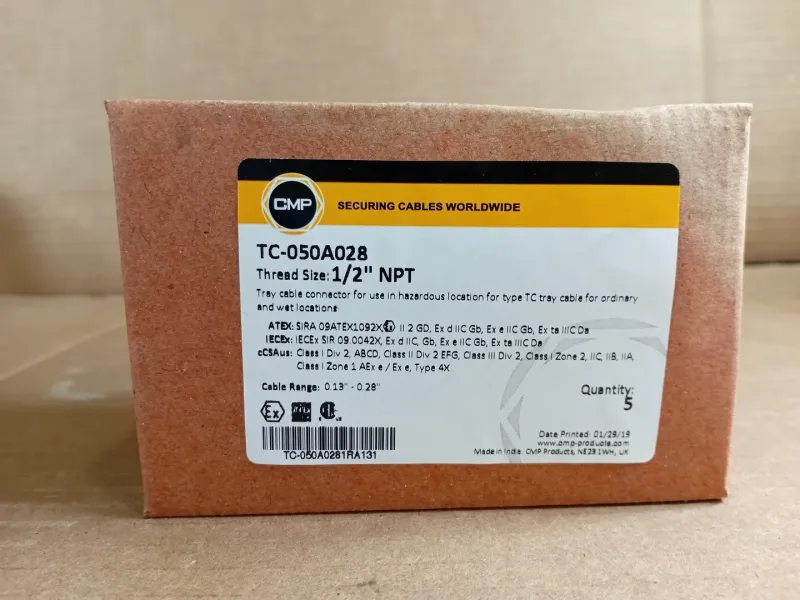 CMP
SECURING CABLES WORLDWIDE
TC-050A028
Thread Size: 1/2" NPT
Tray cable connector for use in hazardous location for type TC tray cable for ordinary
and wet locations
ATEX: SIRA 09ATEX1092X Ex II 2 GD, Ex d IIC Gb, Ex e IIC Gb, Ex ta IIIC Da
IECEx: IECEx SIR 09.0042X, Ex d IIC, Gb, Ex e IIC Gb, Ex ta IIIC Da
cCSAus: Class I Div 2, ABCD, Class II Div 2 EFG, Class III Div 2, Class I Zone 2, IIC, IIB, IIA,
Class I Zone 1 AEx e / Ex e, Type 4X
Cable Range: 0.13" - 0.28"
Quantity:
5
Ex
Date Printed: 01/29/19
www.cmp-products.com
TC-050A0281RA131
Made in India. CMP Products, NE23 1WH, UK